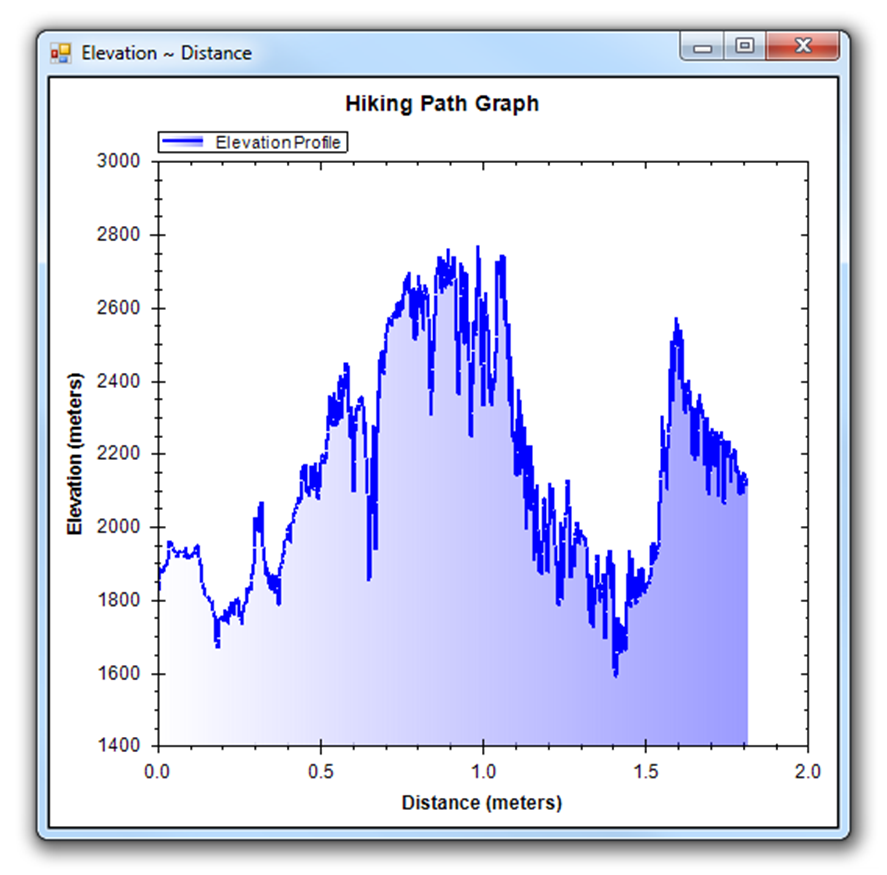 Elevation ~ Distance
Hiking Path Graph
Elevation Profile
3000
2800
2600
2400
2200
2000
1800
1600
1400
Elevation (meters)
0.0 0.5 1.0 1.5 2.0
Distance (meters)